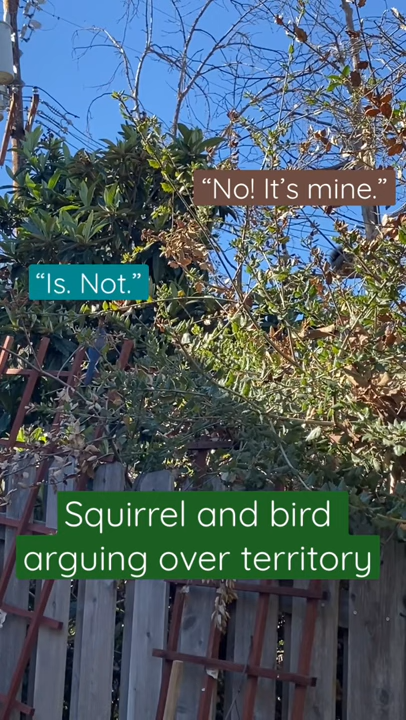 “No! It’s mine.”
“Is. Not.”
Squirrel and bird
arguing over territory